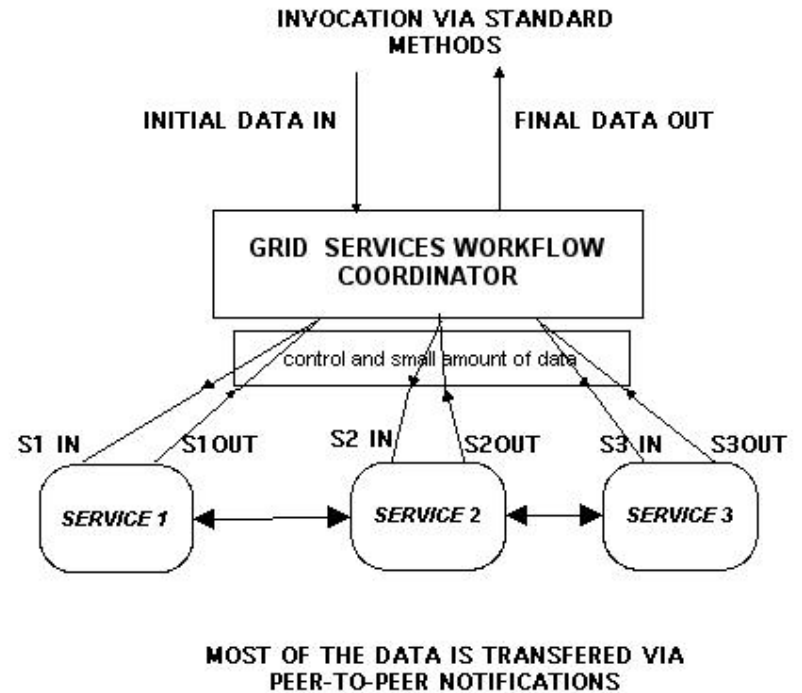 INVOCATION VIA STANDARD
METHODS
INITIAL DATA IN
FINAL DATA OUT
GRID SERVICES WORKFLOW
COORDINATOR
control and small amount of data
S1 IN
S1OUT
S2 IN
S2OUT
S3 IN
S3OUT
SERVICE 1
SERVICE 2
SERVICE 3
MOST OF THE DATA IS TRANSFERED VIA
PEER-TO-PEER NOTIFICATIONS